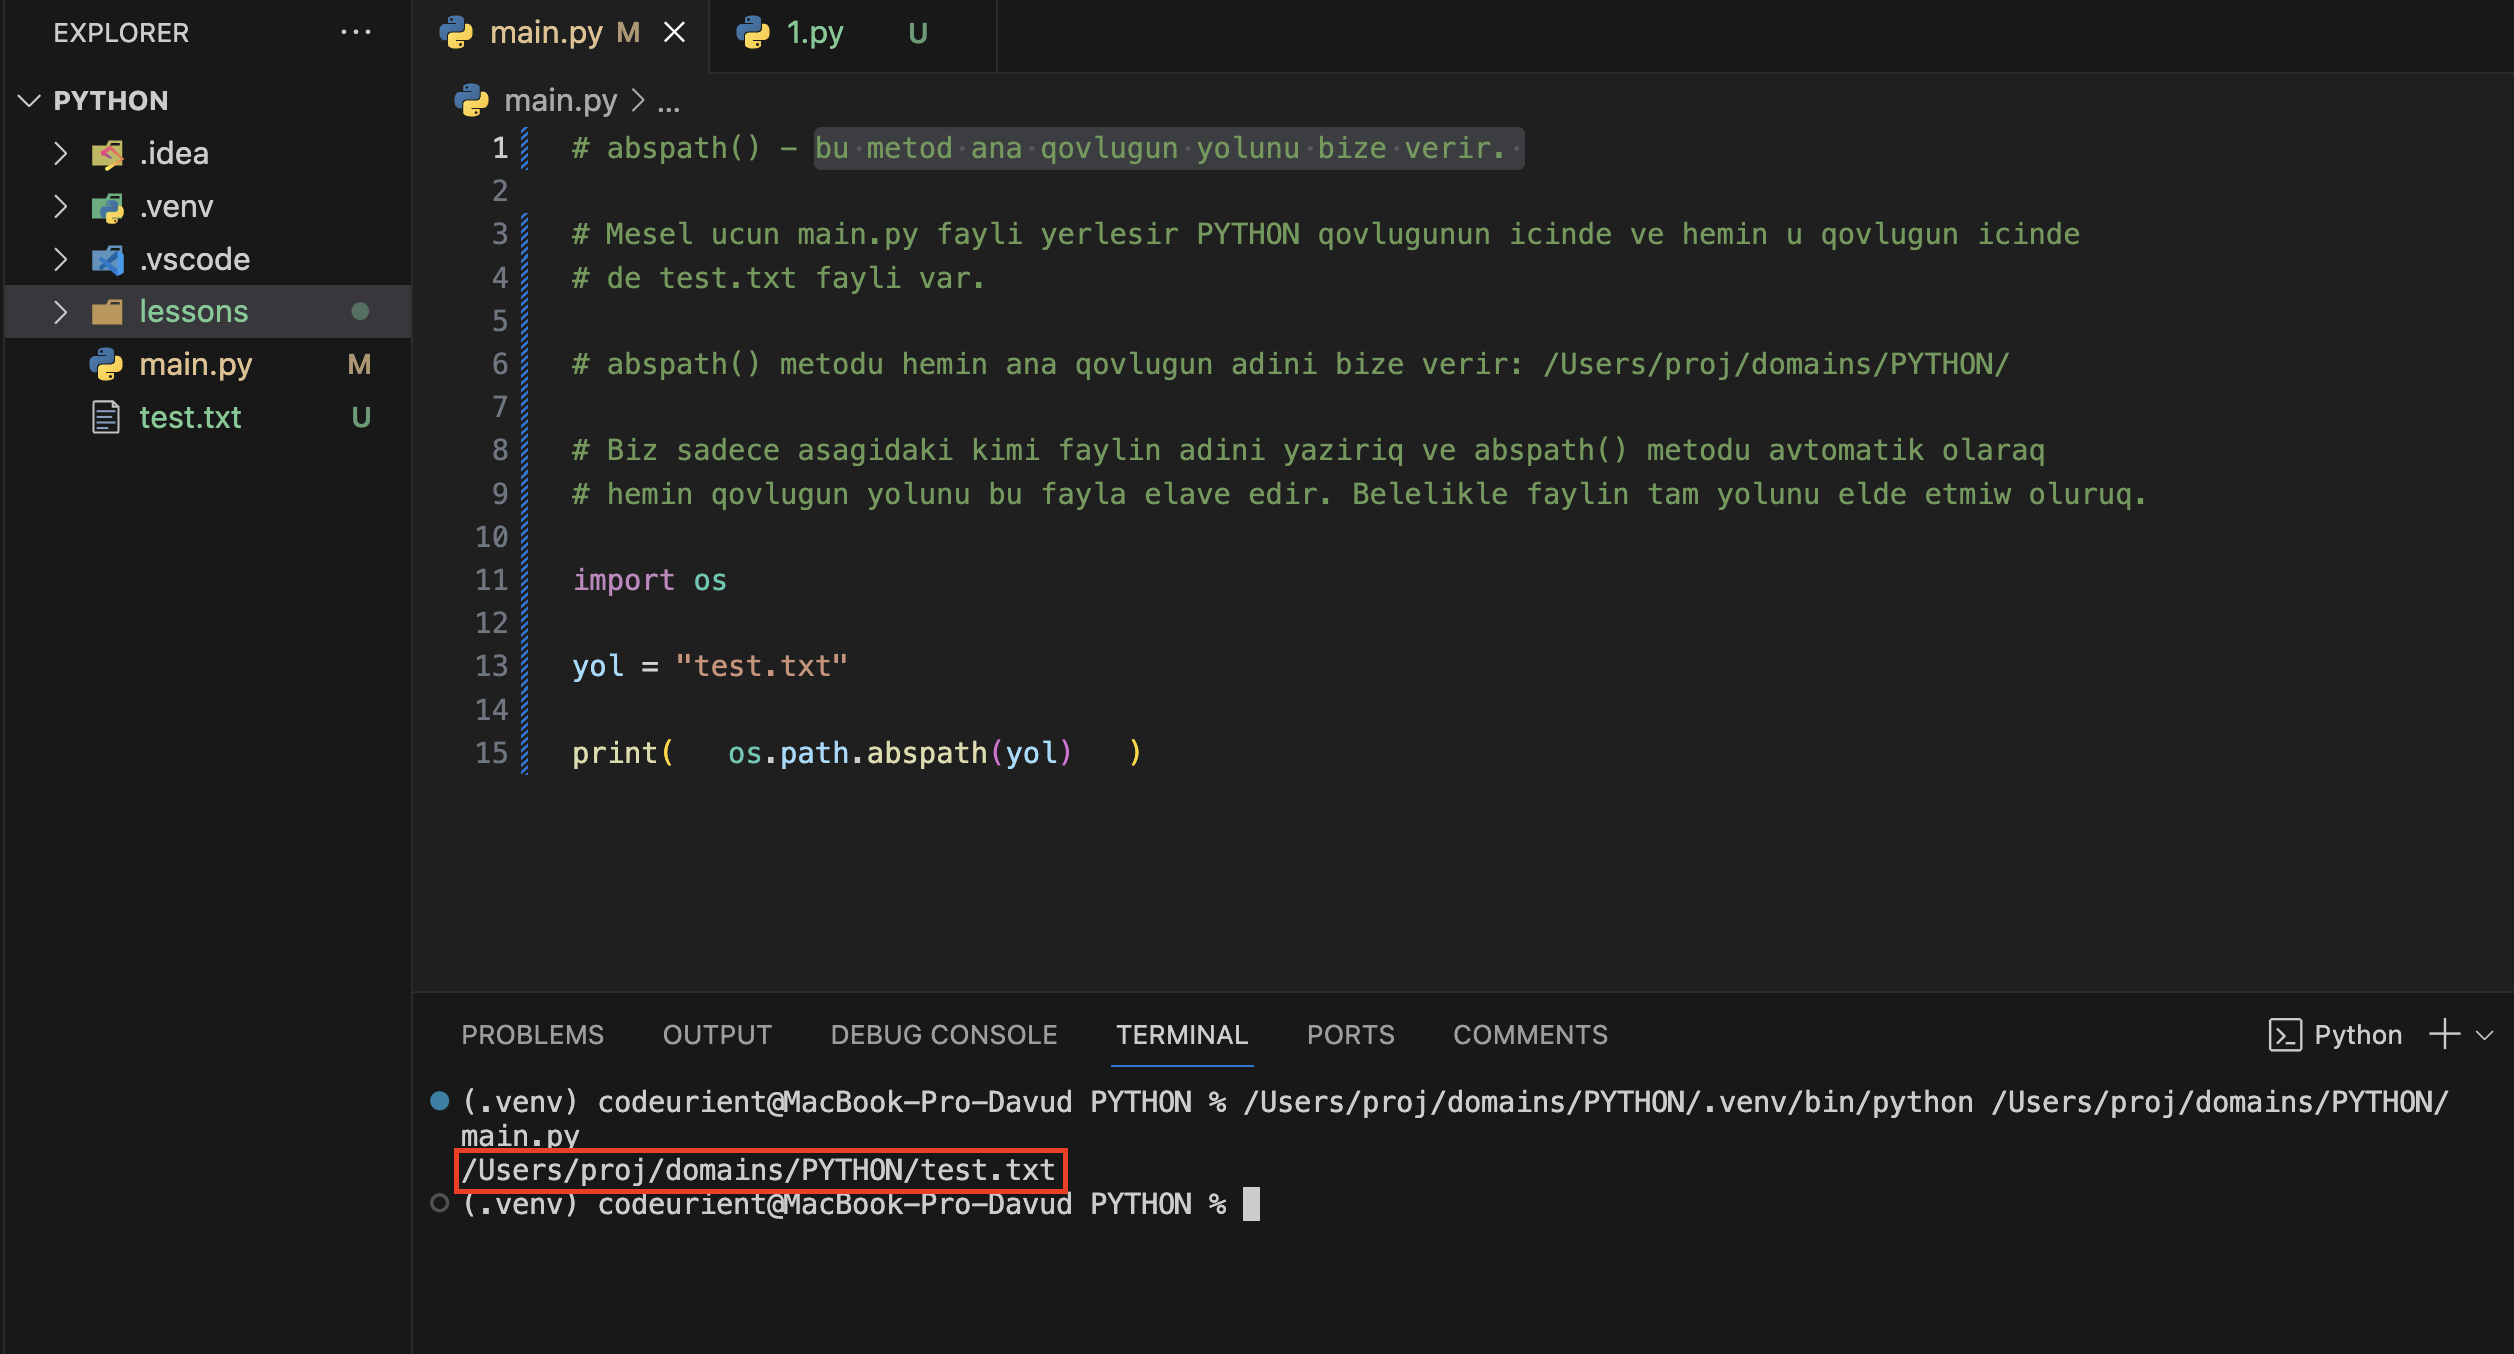 EXPLORER ...
PYTHON
.idea
.venv
.vscode
lessons
main.py M
test.txt U
main.py M
1.py U
main.py > ...
1 # abspath() - bu metod ana qovlugun yolunu bize verir.
2
3 # Mesel ucun main.py fayli yerlesir PYTHON qovlugunun icinde ve hemin u qovlugun icinde
4 # de test.txt fayli var.
5
6 # abspath() metodu hemin ana qovlugun adini bize verir: /Users/proj/domains/PYTHON/
7
8 # Biz sadece asagidaki kimi faylin adini yaziriq ve abspath() metodu avtomatik olaraq
9 # hemin qovlugun yolunu bu fayla elave edir. Belelikle faylin tam yolunu elde etmiw oluruq.
10
11 import os
12
13 yol = "test.txt"
14
15 print(   os.path.abspath(yol)   )
PROBLEMS OUTPUT DEBUG CONSOLE TERMINAL PORTS COMMENTS Python
(.venv) codeurient@MacBook-Pro-Davud PYTHON % /Users/proj/domains/PYTHON/.venv/bin/python /Users/proj/domains/PYTHON/
main.py
/Users/proj/domains/PYTHON/test.txt
(.venv) codeurient@MacBook-Pro-Davud PYTHON %